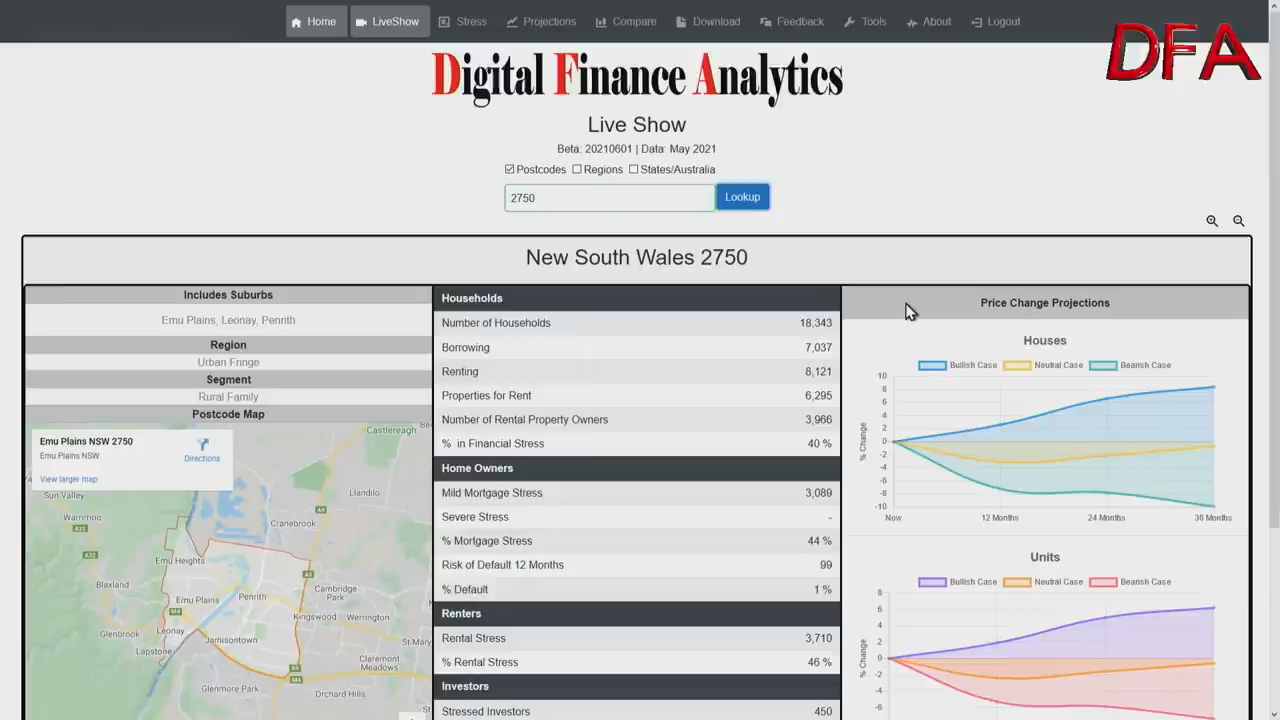 Home LiveShow Stress Projections Compare Download Feedback Tools About Logout
DFA
Digital Finance Analytics
Live Show
Beta: 20210601 | Data: May 2021
Postcodes Regions States/Australia
2750 Lookup
New South Wales 2750
Includes Suburbs
Emu Plains, Leonay, Penrith
Region
Urban Fringe
Segment
Rural Family
Postcode Map
Emu Plains NSW 2750
Emu Plains NSW
Directions
View larger map
Castlereagh
Sun Valley
Llandilo
Warrimoo
Cranebrook
A32
A9
A32
Emu Heights
A9
Blaxland
Cambridge Park
Emu Plains
Penrith
M4
Kingswood
Werrington
Glenbrook
Leonay
Jamisontown
St Mary
Lapstone
Claremont Meadows
M4
Glenmore Park
Orchard Hills
Households
Number of Households 18,343
Borrowing 7,037
Renting 8,121
Properties for Rent 6,295
Number of Rental Property Owners 3,966
% in Financial Stress 40 %
Home Owners
Mild Mortgage Stress 3,089
Severe Stress -
% Mortgage Stress 44 %
Risk of Default 12 Months 99
% Default 1 %
Renters
Rental Stress 3,710
% Rental Stress 46 %
Investors
Stressed Investors 450
Price Change Projections
Houses
Bullish Case Neutral Case Bearish Case
10
8
6
4
2
0
-2
-4
-6
-8
-10
% Change
Now 12 Months 24 Months 36 Months
Units
Bullish Case Neutral Case Bearish Case
8
6
4
2
0
-2
-4
-6
% Change